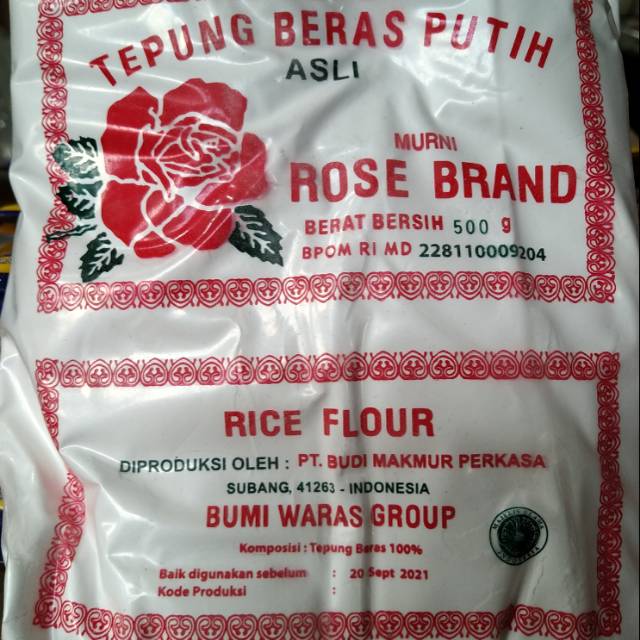 TEPUNG BERAS PUTIH
ASLI
MURNI
ROSE BRAND
BERAT BERSIH 500 g
BPOM RI MD 228110009204
RICE FLOUR
DIPRODUKSI OLEH : PT. BUDI MAKMUR PERKASA
SUBANG, 41263 - INDONESIA
BUMI WARAS GROUP
Komposisi : Tepung Beras 100%
Baik digunakan sebelum : 20 Sept 2021
Kode Produksi :